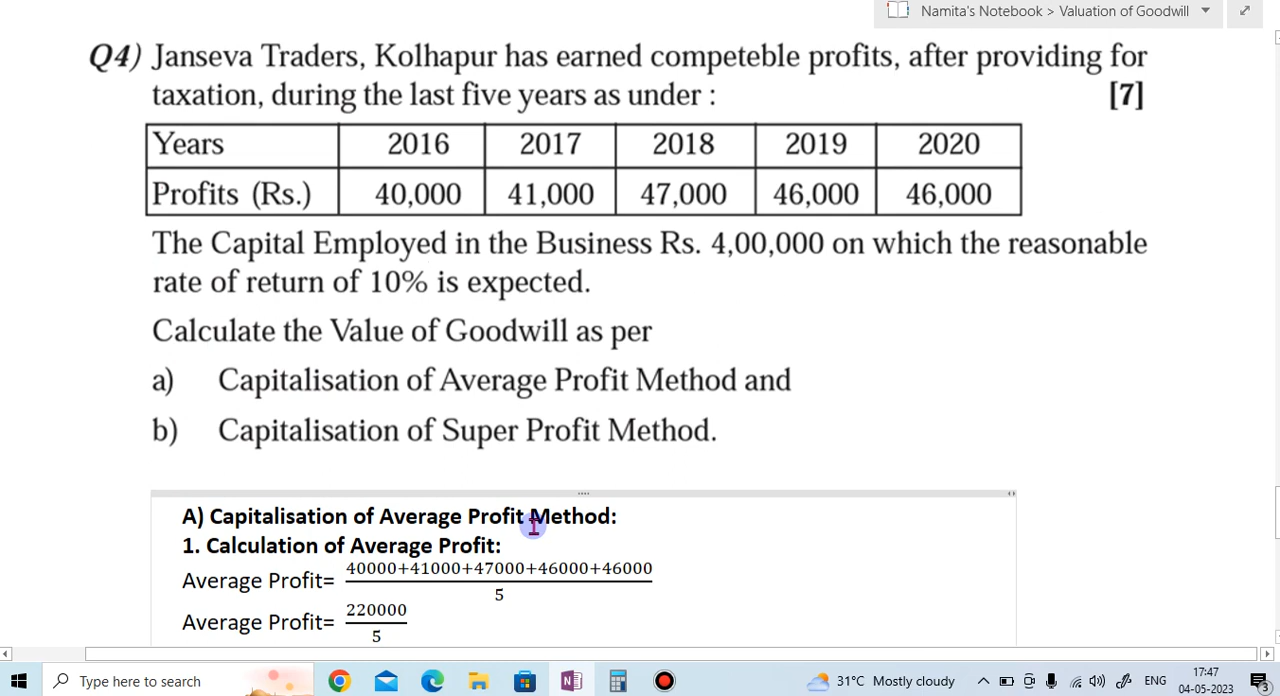 Namita's Notebook > Valuation of Goodwill
Q4) Janseva Traders, Kolhapur has earned competeble profits, after providing for
taxation, during the last five years as under : [7]
Years 2016 2017 2018 2019 2020
Profits (Rs.) 40,000 41,000 47,000 46,000 46,000
The Capital Employed in the Business Rs. 4,00,000 on which the reasonable
rate of return of 10% is expected.
Calculate the Value of Goodwill as per
a) Capitalisation of Average Profit Method and
b) Capitalisation of Super Profit Method.
A) Capitalisation of Average Profit Method:
1. Calculation of Average Profit:
40000+41000+47000+46000+46000
Average Profit=
5
220000
Average Profit=
5
Type here to search
31°C Mostly cloudy
ENG
17:47
04-05-2023